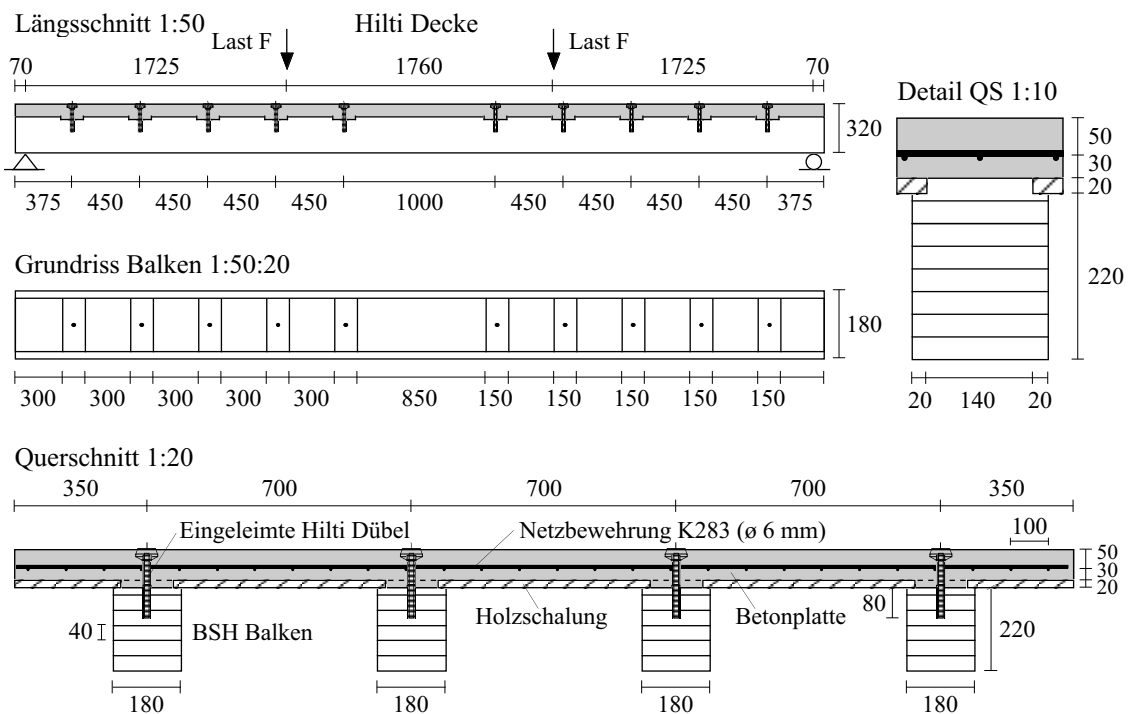 Längsschnitt 1:50
Hilti Decke
Last F
Last F
70 1725 1760 1725 70
320
375 450 450 450 450 1000 450 450 450 450 375
Detail QS 1:10
50
30
20
220
20 140 20
Grundriss Balken 1:50:20
180
300 300 300 300 300 850 150 150 150 150 150
Querschnitt 1:20
350 700 700 700 350
Eingeleimte Hilti Dübel
Netzbewehrung K283 (ø 6 mm)
100
50
30
20
40
BSH Balken
Holzschalung
Betonplatte
80
220
180 180 180 180